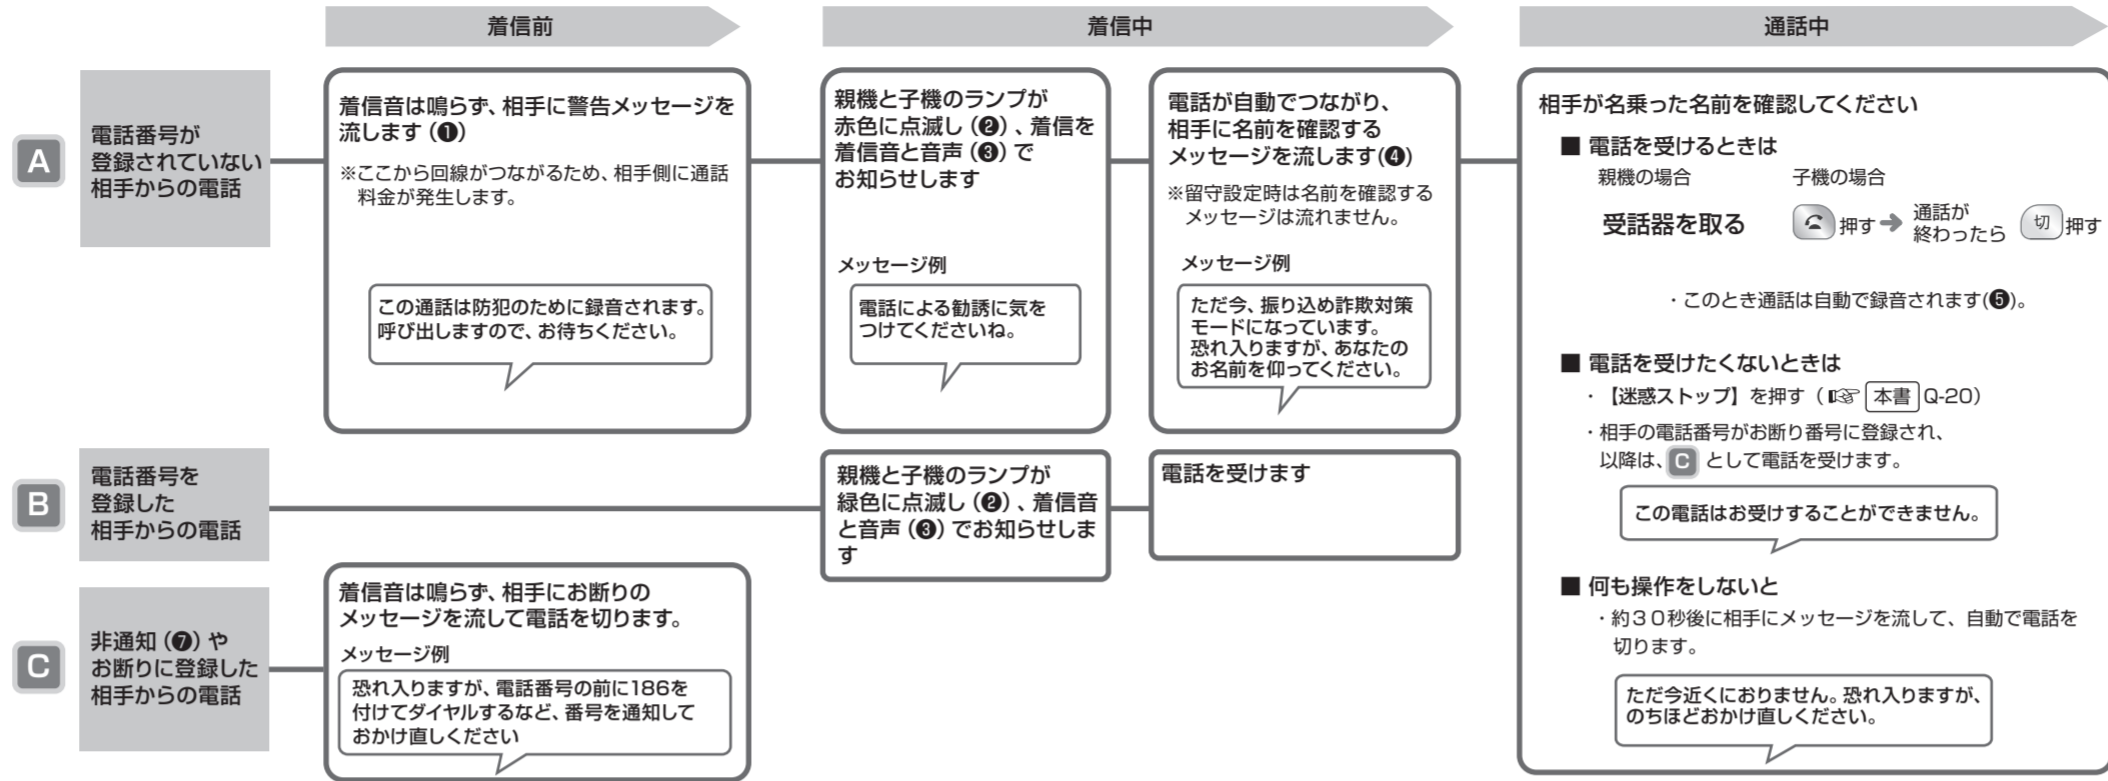 着信前
着信中
通話中
A
電話番号が
登録されていない
相手からの電話
着信音は鳴らず、相手に警告メッセージを
流します（❶）
※ここから回線がつながるため、相手側に通話
料金が発生します。
この通話は防犯のために録音されます。
呼び出しますので、お待ちください。
親機と子機のランプが
赤色に点滅し（❷）、着信を
着信音と音声（❸）で
お知らせします
メッセージ例
電話による勧誘に気を
つけてくださいね。
電話が自動でつながり、
相手に名前を確認する
メッセージを流します(❹)
※留守設定時は名前を確認する
メッセージは流れません。
メッセージ例
ただ今、振り込め詐欺対策
モードになっています。
恐れ入りますが、あなたの
お名前を仰ってください。
相手が名乗った名前を確認してください
■ 電話を受けるときは
親機の場合 子機の場合
受話器を取る 押す➔ 通話が
終わったら 切 押す
・このとき通話は自動で録音されます(❺)。
■ 電話を受けたくないときは
・【迷惑ストップ】を押す（☞ 本書 Q-20）
・相手の電話番号がお断り番号に登録され、
以降は、C として電話を受けます。
この電話はお受けすることができません。
■ 何も操作をしないと
・約３０秒後に相手にメッセージを流して、自動で電話を
切ります。
ただ今近くにおりません。恐れ入りますが、
のちほどおかけ直しください。
B
電話番号を
登録した
相手からの電話
親機と子機のランプが
緑色に点滅し（❷）、着信音
と音声（❸）でお知らせしま
す
電話を受けます
C
非通知（❼）や
お断りに登録した
相手からの電話
着信音は鳴らず、相手にお断りの
メッセージを流して電話を切ります。
メッセージ例
恐れ入りますが、電話番号の前に186を
付けてダイヤルするなど、番号を通知して
おかけ直しください